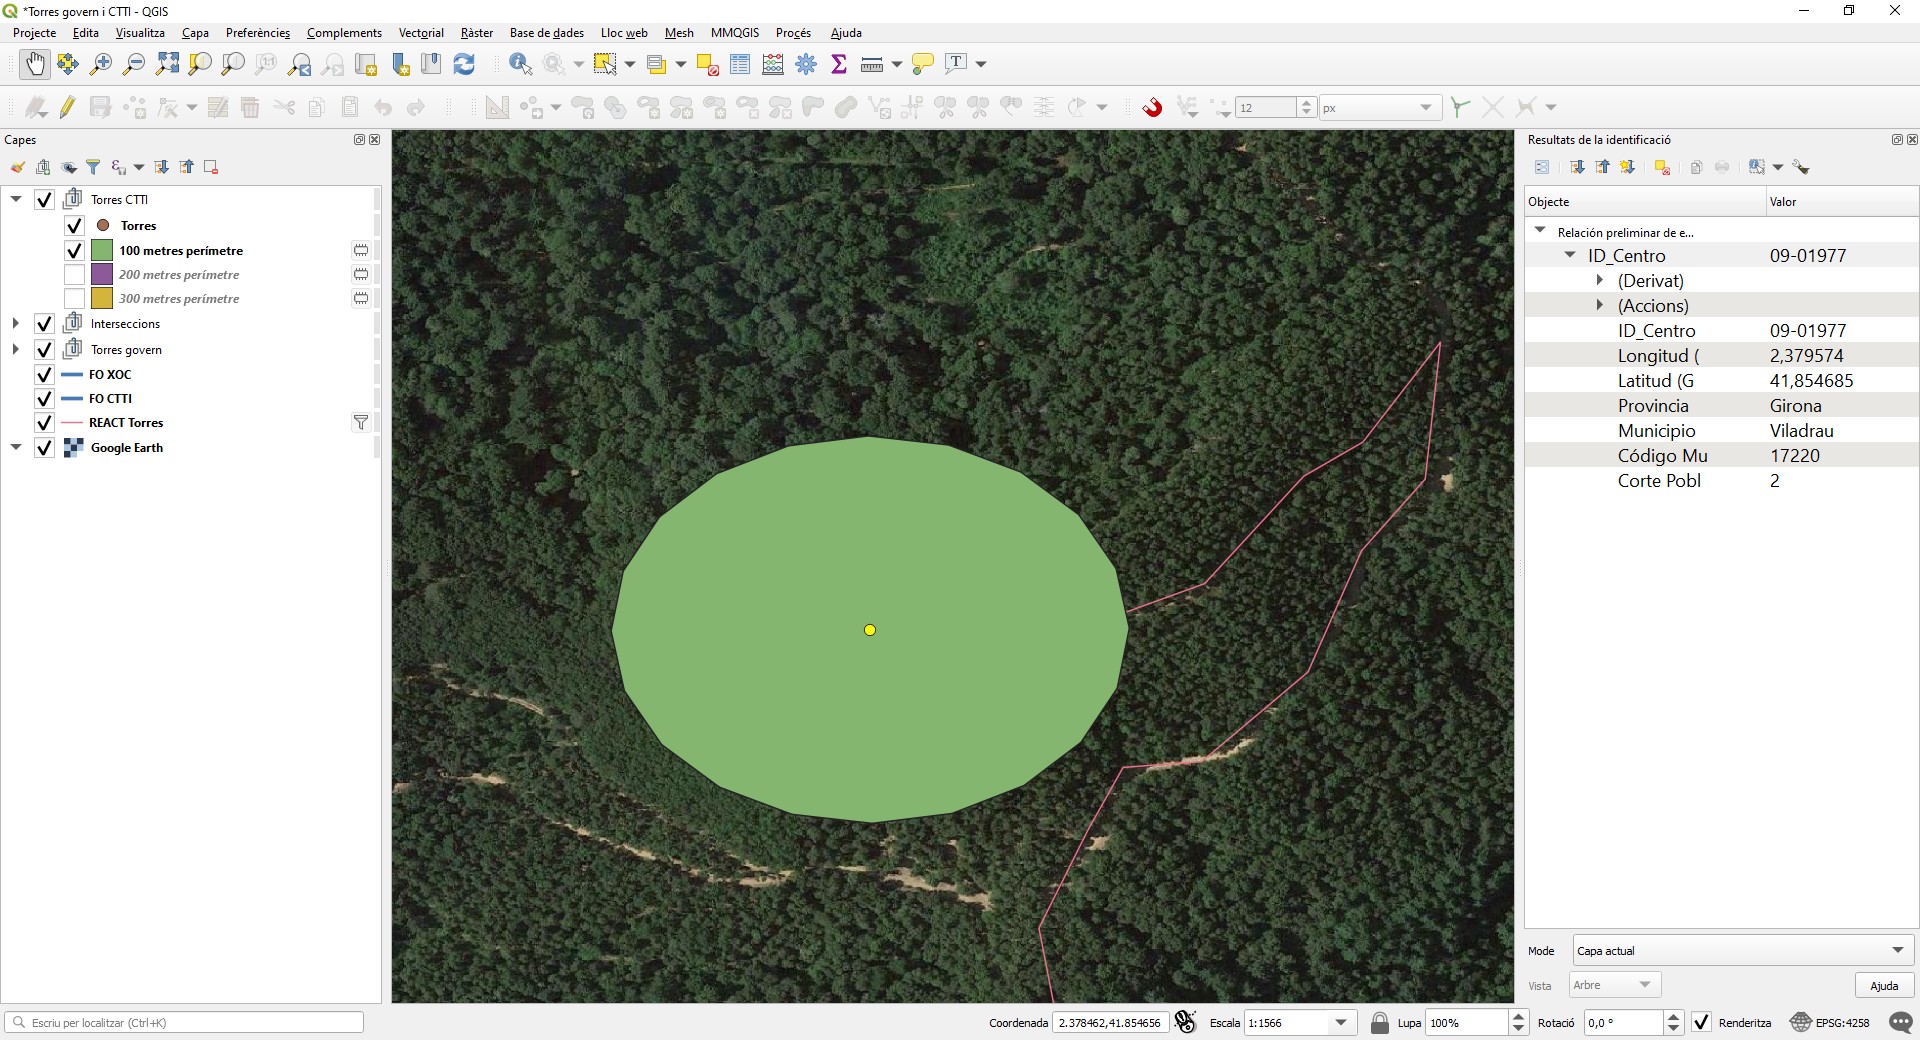 *Torres govern i CTTI - QGIS
Projecte Edita Visualitza Capa Preferències Complements Vectorial Ràster Base de dades Lloc web Mesh MMQGIS Procés Ajuda
1:1
Σ
T
12 px
Capes
Resultats de la identificació
Torres CTTI
Torres
100 metres perímetre
200 metres perímetre
300 metres perímetre
Interseccions
Torres govern
FO XOC
FO CTTI
REACT Torres
Google Earth
Objecte Valor
Relación preliminar de e...
ID_Centro 09-01977
(Derivat)
(Accions)
ID_Centro 09-01977
Longitud ( 2,379574
Latitud (G 41,854685
Provincia Girona
Municipio Viladrau
Código Mu 17220
Corte Pobl 2
Mode Capa actual
Vista Arbre Ajuda
Escriu per localitzar (Ctrl+K) Coordenada 2.378462,41.854656 Escala 1:1566 Lupa 100% Rotació 0,0 ° Renderitza EPSG:4258